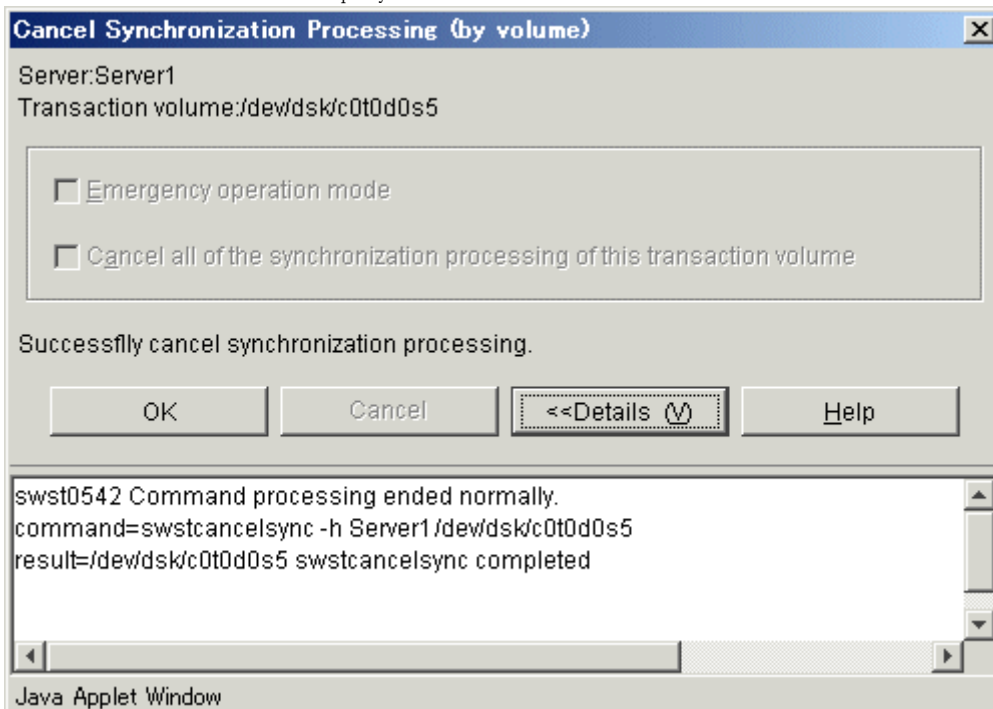 Cancel Synchronization Processing (by volume)
Server:Server1
Transaction volume:/dev/dsk/c0t0d0s5
Emergency operation mode
Cancel all of the synchronization processing of this transaction volume
Successflly cancel synchronization processing.
OK Cancel <<Details (V) Help
swst0542 Command processing ended normally.
command=swstcancelsync -h Server1 /dev/dsk/c0t0d0s5
result=/dev/dsk/c0t0d0s5 swstcancelsync completed
Java Applet Window